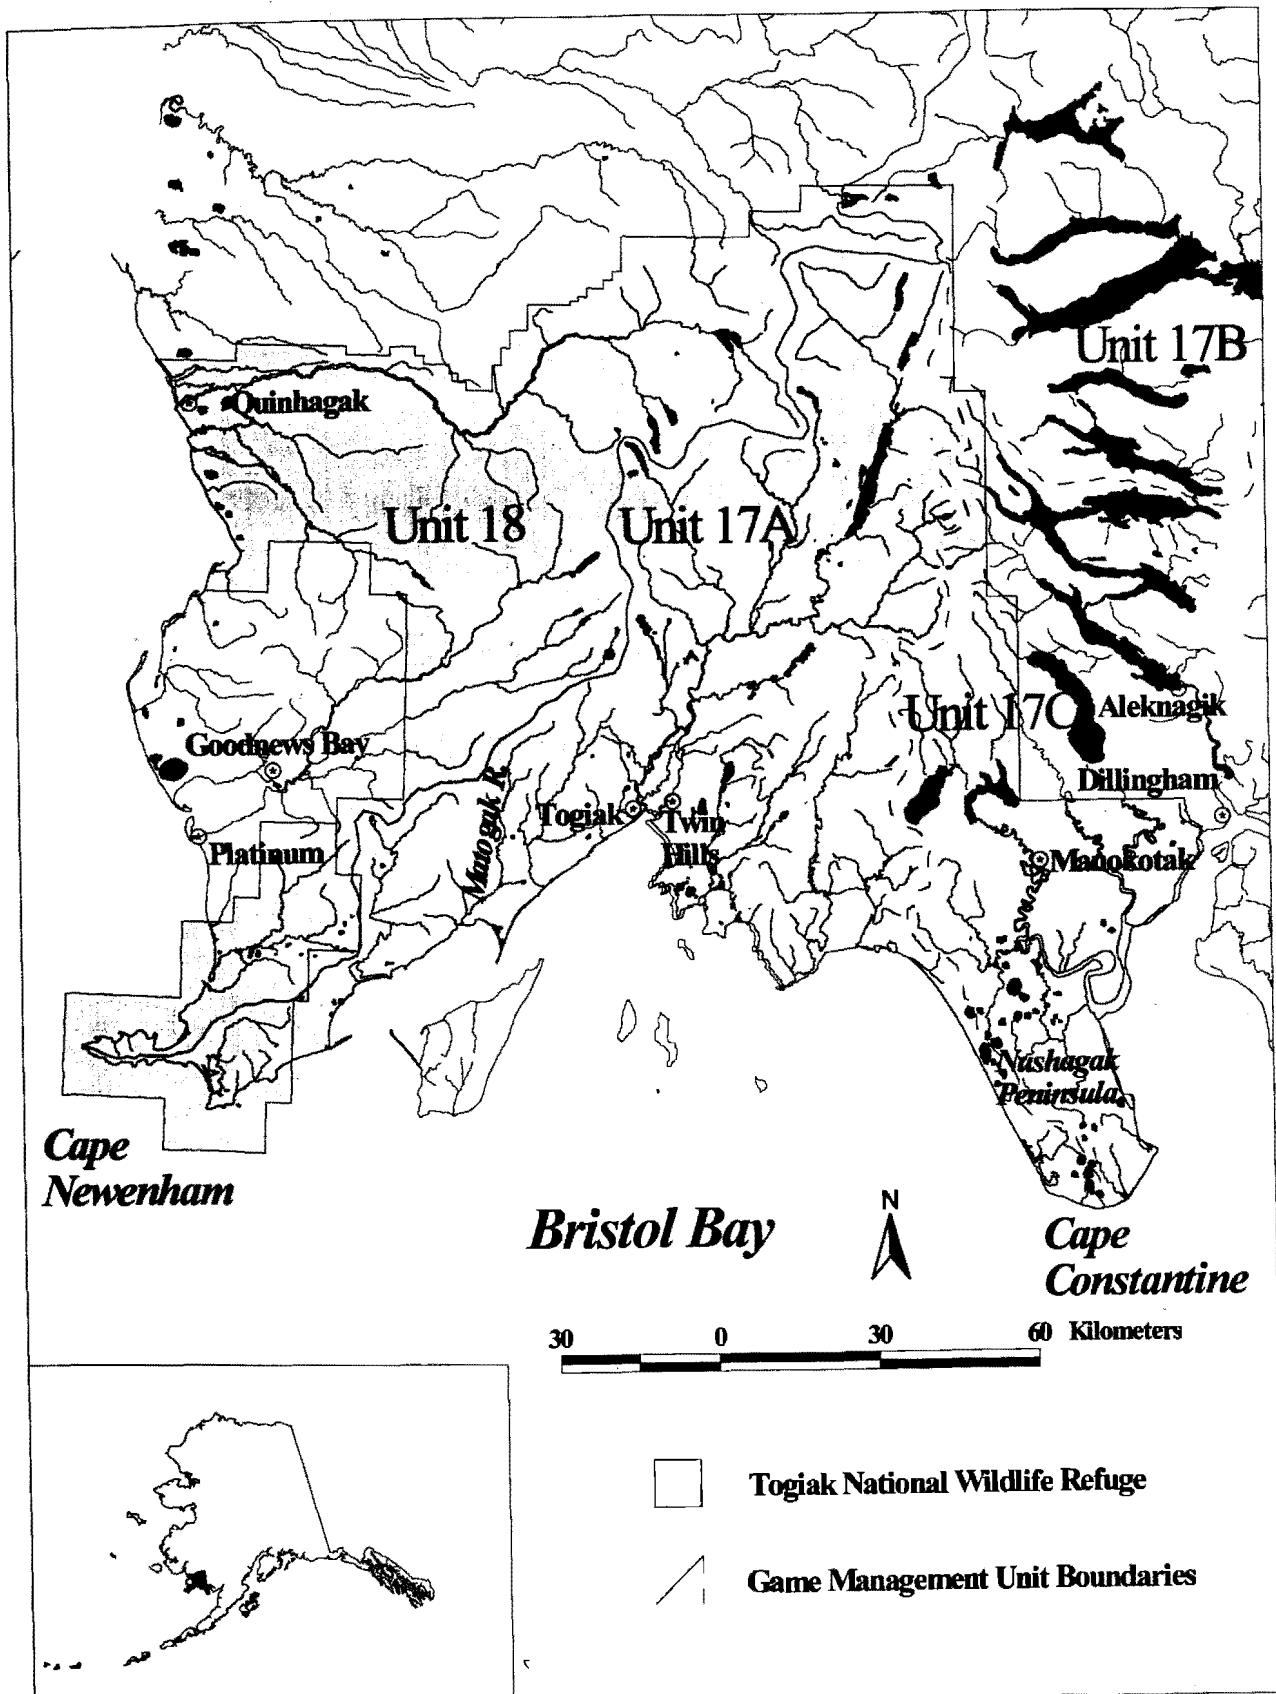 Unit 17B
Quinhagak
Unit 18
Unit 17A
Unit 17C
Aleknagik
Goodnews Bay
Dillingham
Matogak R.
Togiak
Twin
Hills
Platinum
Manokotak
Nushagak
Peninsula
Cape
Newenham
N
Bristol Bay
Cape
Constantine
30 0 30 60 Kilometers
Togiak National Wildlife Refuge
Game Management Unit Boundaries